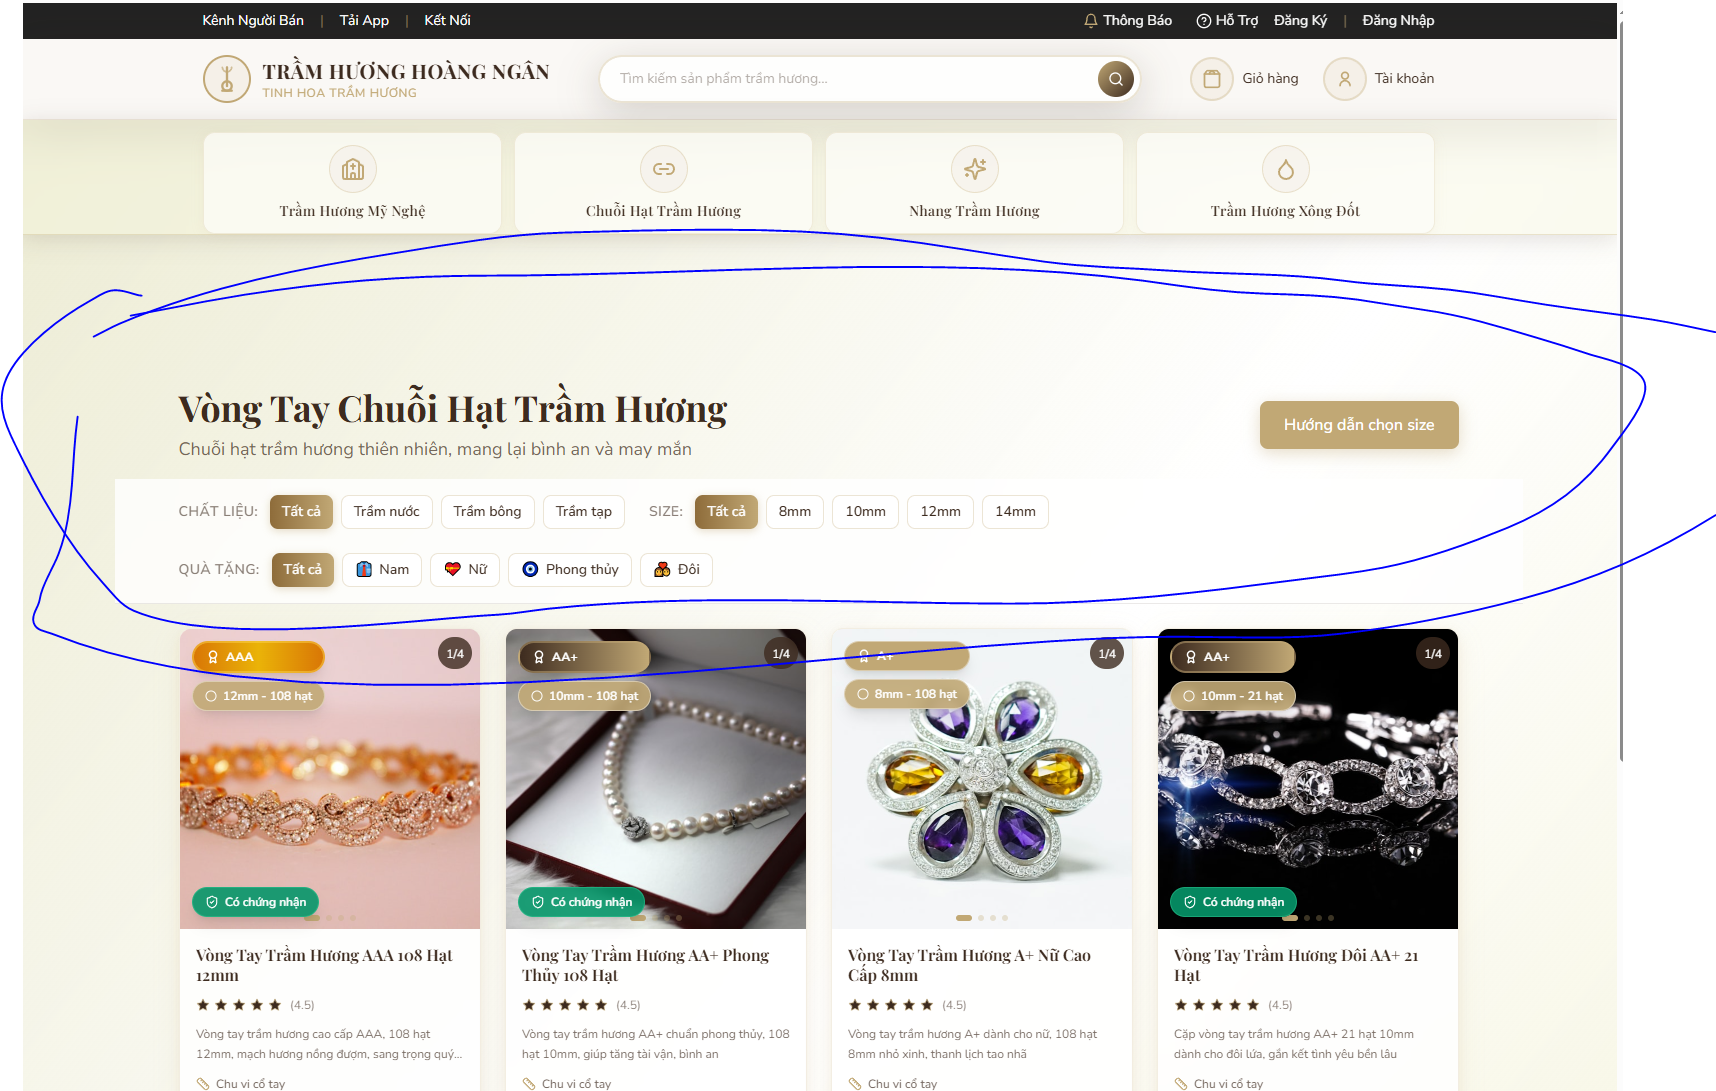 Kênh Người Bán | Tải App | Kết Nối
Thông Báo Hỗ Trợ Đăng Ký | Đăng Nhập
TRẦM HƯƠNG HOÀNG NGÂN
TINH HOA TRẦM HƯƠNG
Tìm kiếm sản phẩm trầm hương...
Giỏ hàng
Tài khoản
Trầm Hương Mỹ Nghệ
Chuỗi Hạt Trầm Hương
Nhang Trầm Hương
Trầm Hương Xông Đốt
Vòng Tay Chuỗi Hạt Trầm Hương
Chuỗi hạt trầm hương thiên nhiên, mang lại bình an và may mắn
Hướng dẫn chọn size
CHẤT LIỆU: Tất cả Trầm nước Trầm bông Trầm tạp SIZE: Tất cả 8mm 10mm 12mm 14mm
QUÀ TẶNG: Tất cả Nam Nữ Phong thủy Đôi
AAA
1/4
12mm - 108 hạt
Có chứng nhận
Vòng Tay Trầm Hương AAA 108 Hạt
12mm
(4.5)
Vòng tay trầm hương cao cấp AAA, 108 hạt
12mm, mạch hương nồng đượm, sang trọng quý...
Chu vi cổ tay
AA+
1/4
10mm - 108 hạt
Có chứng nhận
Vòng Tay Trầm Hương AA+ Phong
Thủy 108 Hạt
(4.5)
Vòng tay trầm hương AA+ chuẩn phong thủy, 108
hạt 10mm, giúp tăng tài vận, bình an
Chu vi cổ tay
A+
1/4
8mm - 108 hạt
Vòng Tay Trầm Hương A+ Nữ Cao
Cấp 8mm
(4.5)
Vòng tay trầm hương A+ dành cho nữ, 108 hạt
8mm nhỏ xinh, thanh lịch tao nhã
Chu vi cổ tay
AA+
1/4
10mm - 21 hạt
Có chứng nhận
Vòng Tay Trầm Hương Đôi AA+ 21
Hạt
(4.5)
Cặp vòng tay trầm hương AA+ 21 hạt 10mm
dành cho đôi lứa, gắn kết tình yêu bền lâu
Chu vi cổ tay